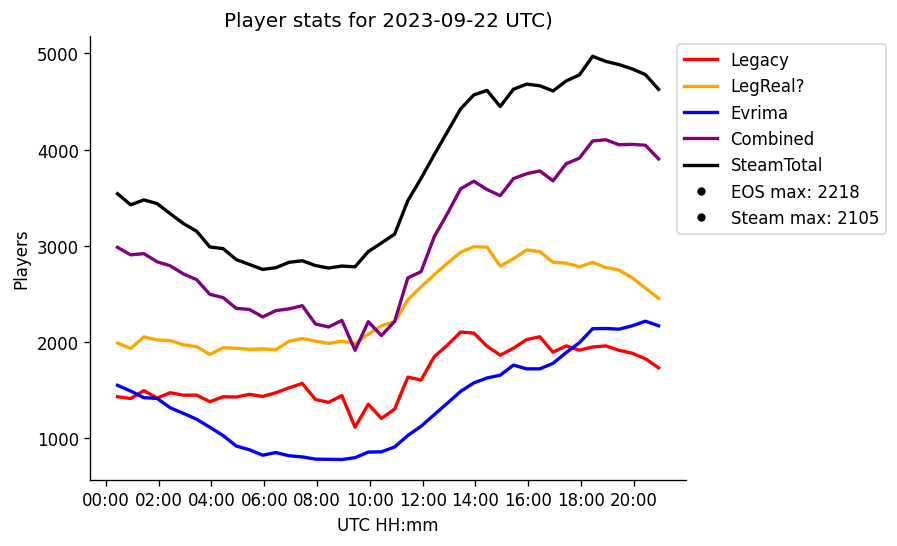 Player stats for 2023-09-22 UTC)
Players
5000
4000
3000
2000
1000
00:00 02:00 04:00 06:00 08:00 10:00 12:00 14:00 16:00 18:00 20:00
UTC HH:mm
Legacy
LegReal?
Evrima
Combined
SteamTotal
EOS max: 2218
Steam max: 2105